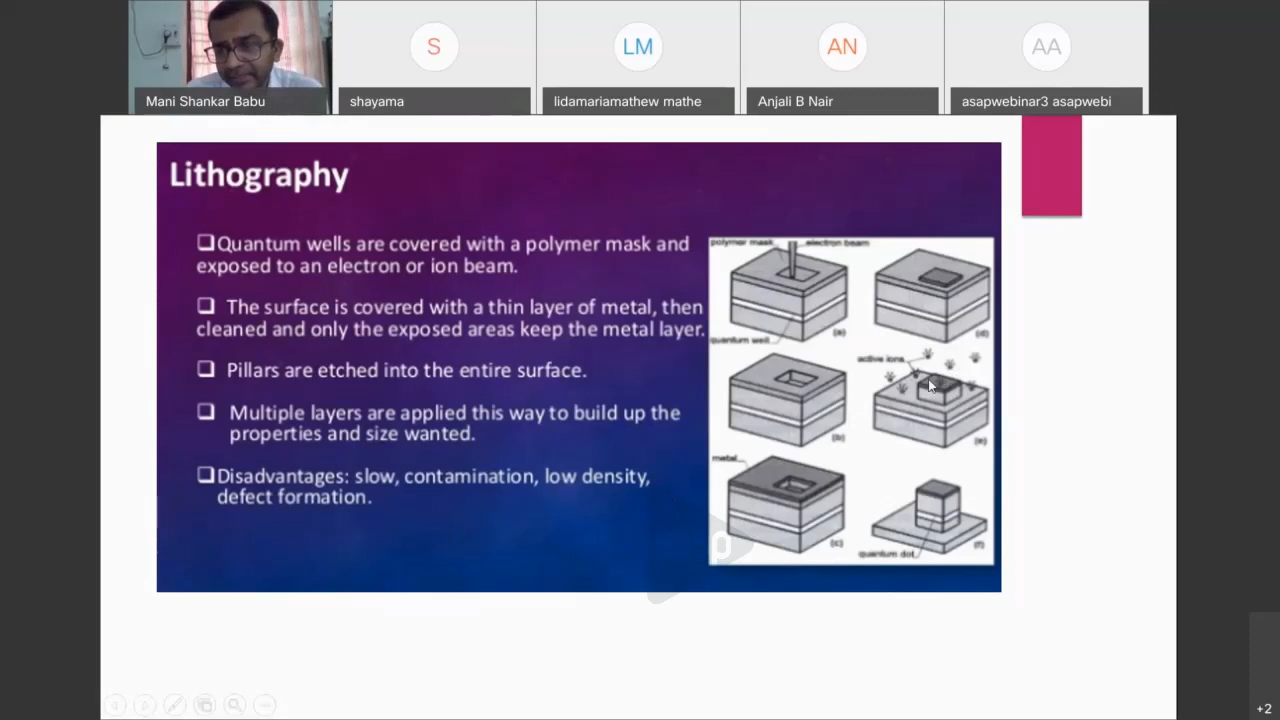 S
LM
AN
AA
Mani Shankar Babu
shayama
lidamariamathew mathe
Anjali B Nair
asapwebinar3 asapwebi
Lithography
❑Quantum wells are covered with a polymer mask and
exposed to an electron or ion beam.
❑ The surface is covered with a thin layer of metal, then
cleaned and only the exposed areas keep the metal layer.
❑ Pillars are etched into the entire surface.
❑ Multiple layers are applied this way to build up the
properties and size wanted.
❑Disadvantages: slow, contamination, low density,
defect formation.
polymer mask
electron beam
(a)
quantum well
(d)
active ions
(b)
(e)
metal
(c)
(f)
quantum dot
p
+2